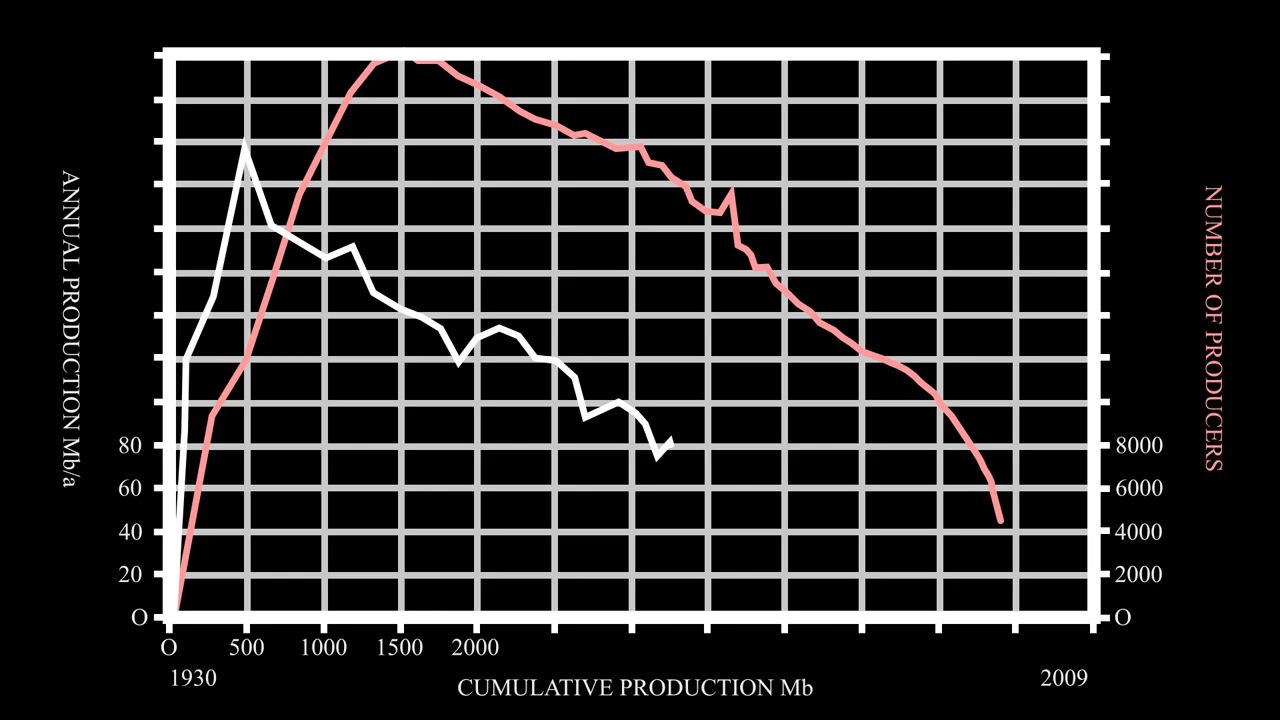 ANNUAL PRODUCTION Mb/a
NUMBER OF PRODUCERS
80
60
40
20
O
8000
6000
4000
2000
O
O 500 1000 1500 2000
1930 2009
CUMULATIVE PRODUCTION Mb